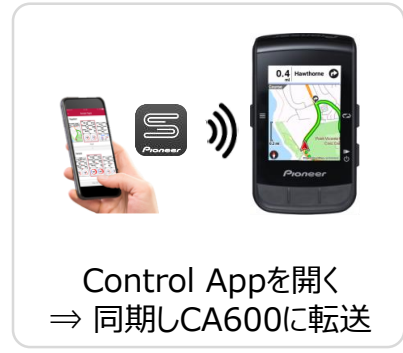 0.4
mi
Hawthorne
Pioneer
Pioneer
Control Appを開く
⇒ 同期しCA600に転送